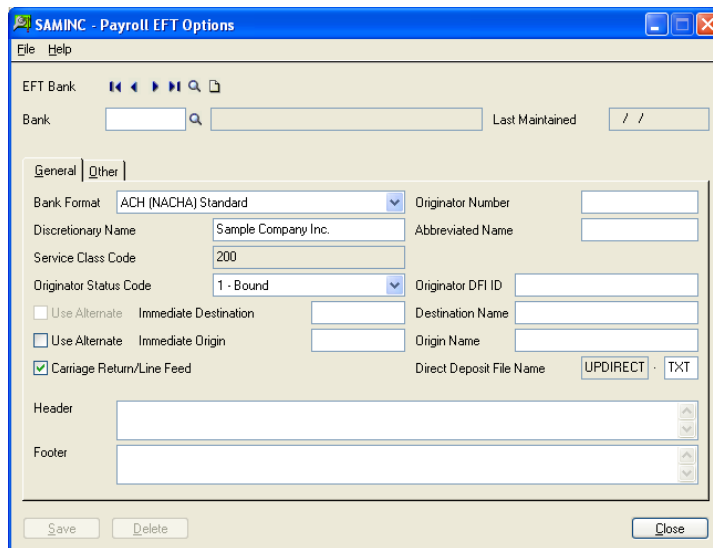 SAMINC - Payroll EFT Options
File Help
EFT Bank
Bank Last Maintained / /
General Other
Bank Format ACH (NACHA) Standard Originator Number
Discretionary Name Sample Company Inc. Abbreviated Name
Service Class Code 200
Originator Status Code 1 - Bound Originator DFI ID
Use Alternate Immediate Destination Destination Name
Use Alternate Immediate Origin Origin Name
Carriage Return/Line Feed Direct Deposit File Name UPDIRECT . TXT
Header
Footer
Save Delete Close